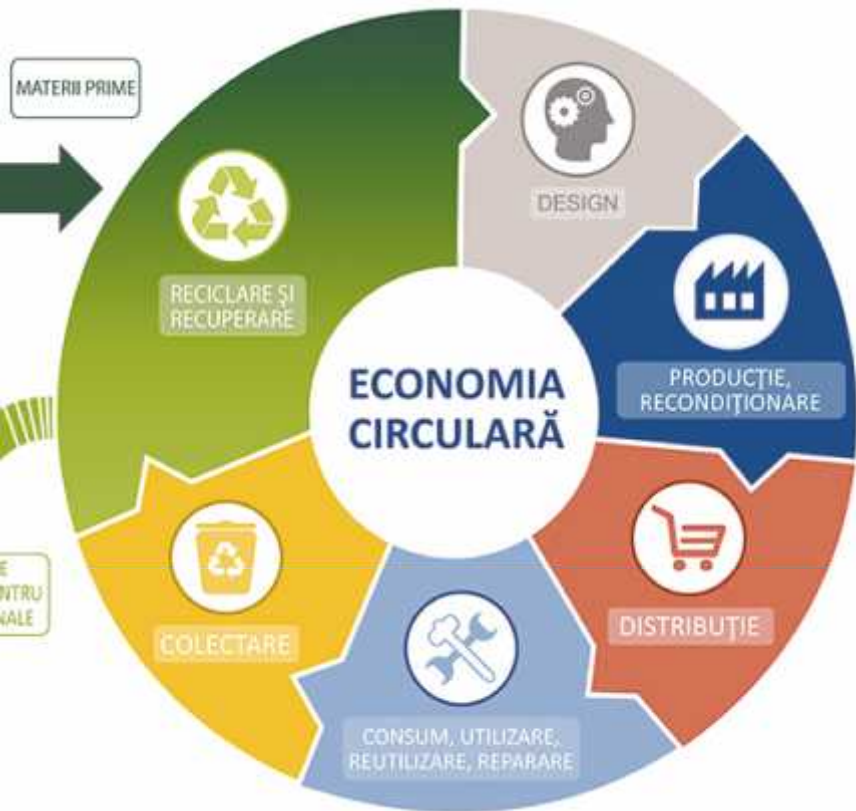 MATERII PRIME
DESIGN
RECICLARE ȘI
RECUPERARE
PRODUCȚIE,
RECONDIȚIONARE
ECONOMIA
CIRCULARĂ
DISTRIBUȚIE
COLECTARE
CONSUM, UTILIZARE,
REUTILIZARE, REPARARE